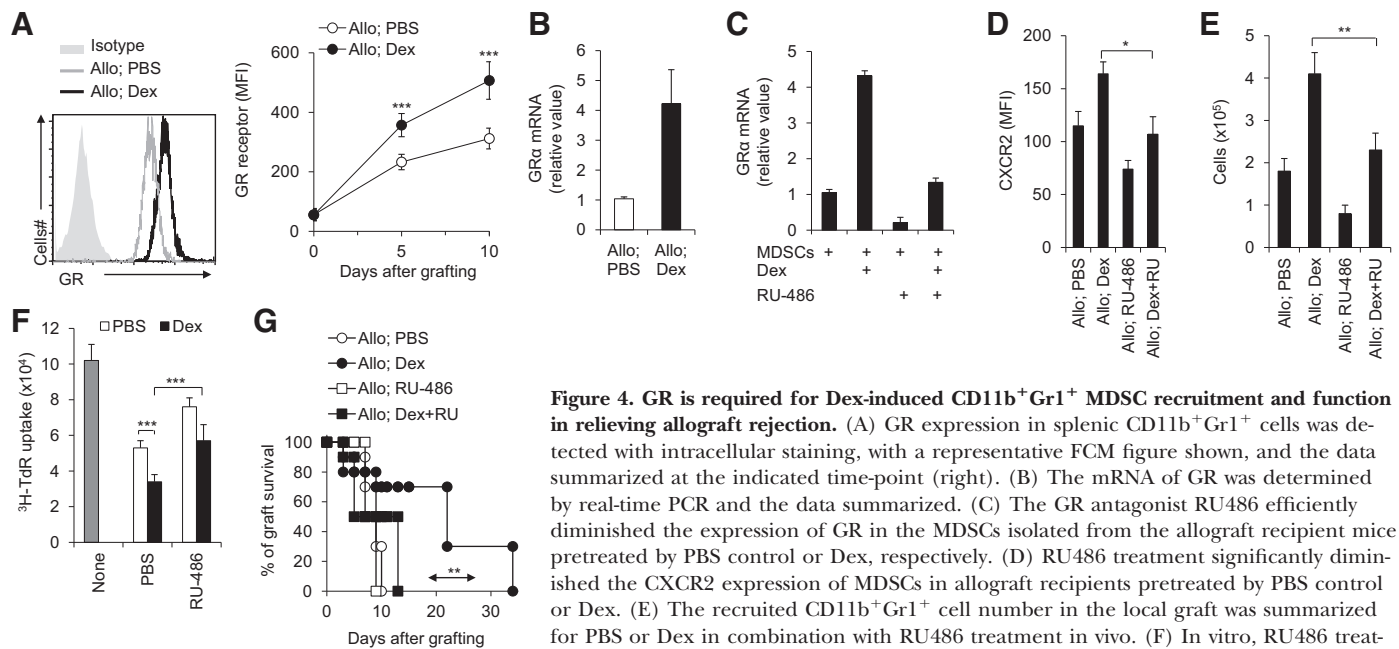 A
Isotype
Allo; PBS
Allo; Dex
Cells#
GR
Allo; PBS
Allo; Dex
GR receptor (MFI)
600
400
200
0
***
***
0 5 10
Days after grafting
B
GRα mRNA
(relative value)
6
5
4
3
2
1
0
Allo; PBS
Allo; Dex
C
GRα mRNA
(relative value)
5
4
3
2
1
0
MDSCs + + + +
Dex + +
RU-486 + +
D
CXCR2 (MFI)
200
150
100
50
0
*
Allo; PBS
Allo; Dex
Allo; RU-486
Allo; Dex+RU
E
Cells (x10⁵)
5
4
3
2
1
0
**
Allo; PBS
Allo; Dex
Allo; RU-486
Allo; Dex+RU
F
PBS Dex
³H-TdR uptake (x10⁴)
12
10
8
6
4
2
0
***
***
None
PBS
RU-486
G
Allo; PBS
Allo; Dex
Allo; RU-486
Allo; Dex+RU
% of graft survival
100
80
60
40
20
0
**
0 10 20 30
Days after grafting
Figure 4. GR is required for Dex-induced CD11b⁺Gr1⁺ MDSC recruitment and function
in relieving allograft rejection. (A) GR expression in splenic CD11b⁺Gr1⁺ cells was de-
tected with intracellular staining, with a representative FCM figure shown, and the data
summarized at the indicated time-point (right). (B) The mRNA of GR was determined
by real-time PCR and the data summarized. (C) The GR antagonist RU486 efficiently
diminished the expression of GR in the MDSCs isolated from the allograft recipient mice
pretreated by PBS control or Dex, respectively. (D) RU486 treatment significantly dimin-
ished the CXCR2 expression of MDSCs in allograft recipients pretreated by PBS control
or Dex. (E) The recruited CD11b⁺Gr1⁺ cell number in the local graft was summarized
for PBS or Dex in combination with RU486 treatment in vivo. (F) In vitro, RU486 treat-